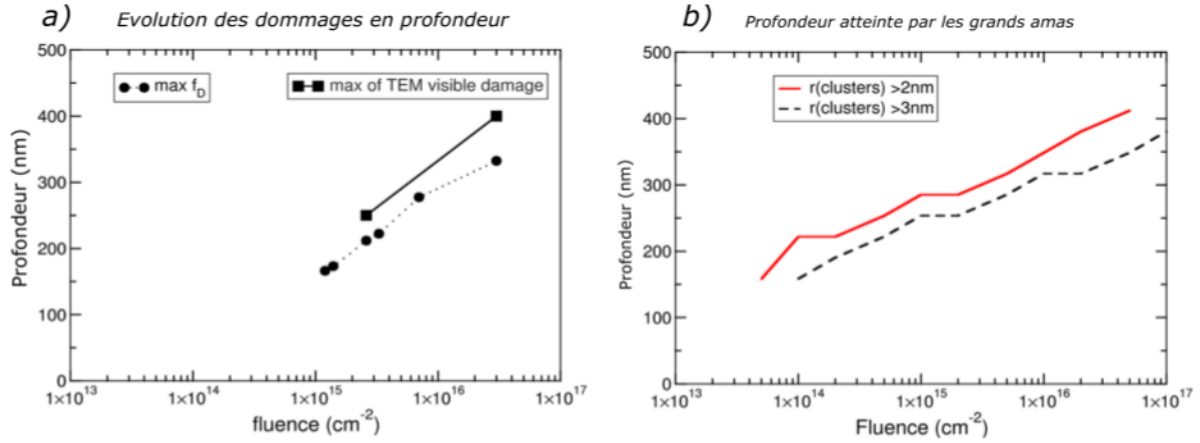 a) Evolution des dommages en profondeur
500
400
300
200
100
0
Profondeur (nm)
max f_D
max of TEM visible damage
1×10^13
1×10^14
1×10^15
1×10^16
1×10^17
fluence (cm^-2)
b) Profondeur atteinte par les grands amas
500
400
300
200
100
0
Profondeur (nm)
r(clusters) >2nm
r(clusters) >3nm
1×10^13
1×10^14
1×10^15
1×10^16
1×10^17
Fluence (cm^-2)